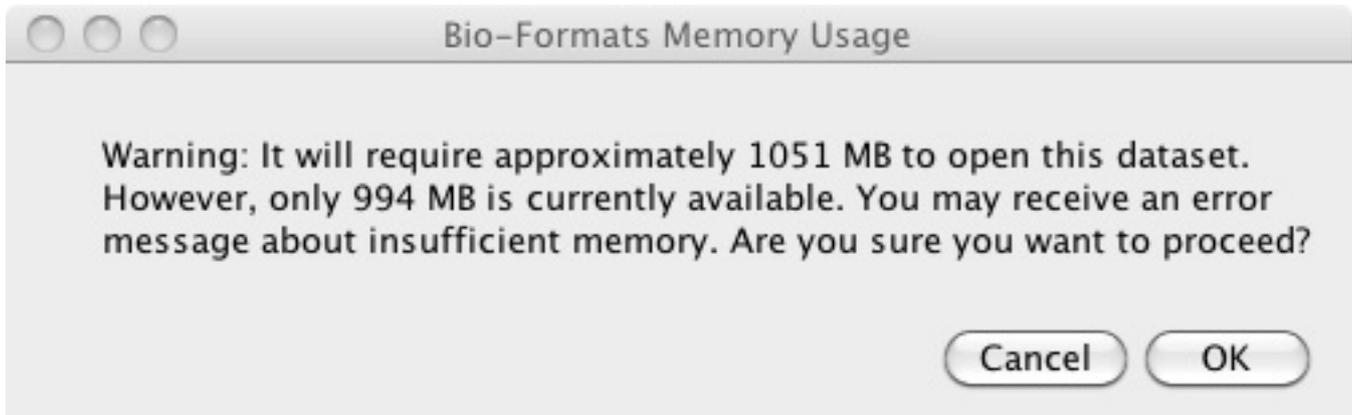 Bio-Formats Memory Usage
Warning: It will require approximately 1051 MB to open this dataset.
However, only 994 MB is currently available. You may receive an error
message about insufficient memory. Are you sure you want to proceed?
Cancel OK